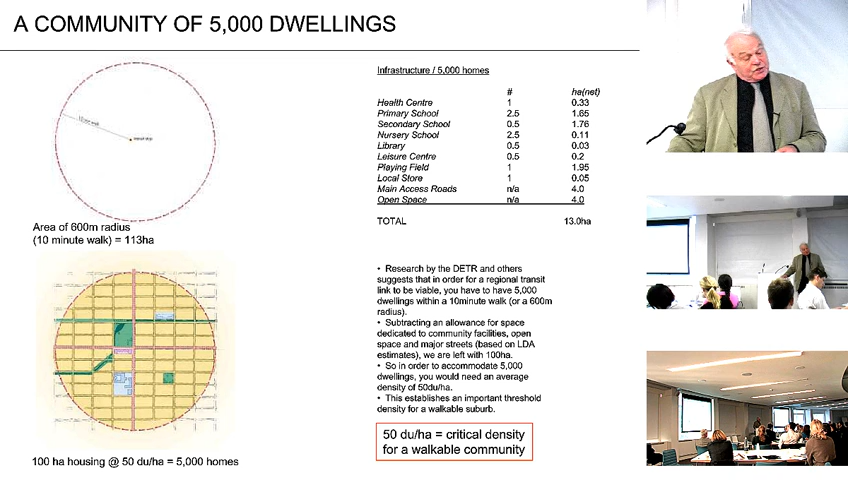 A COMMUNITY OF 5,000 DWELLINGS
10 min walk
Area of 600m radius
(10 minute walk) = 113ha
100 ha housing @ 50 du/ha = 5,000 homes
Infrastructure / 5,000 homes
# ha(net)
Health Centre 1 0.33
Primary School 2.5 1.65
Secondary School 0.5 1.76
Nursery School 2.5 0.11
Library 0.5 0.03
Leisure Centre 0.5 0.2
Playing Field 1 1.95
Local Store 1 0.05
Main Access Roads n/a 4.0
Open Space n/a 4.0
TOTAL 13.0ha
• Research by the DETR and others
suggests that in order for a regional transit
link to be viable, you have to have 5,000
dwellings within a 10minute walk (or a 600m
radius).
• Subtracting an allowance for space
dedicated to community facilities, open
space and major streets (based on LDA
estimates), we are left with 100ha.
• So in order to accommodate 5,000
dwellings, you would need an average
density of 50du/ha.
• This establishes an important threshold
density for a walkable suburb.
50 du/ha = critical density
for a walkable community